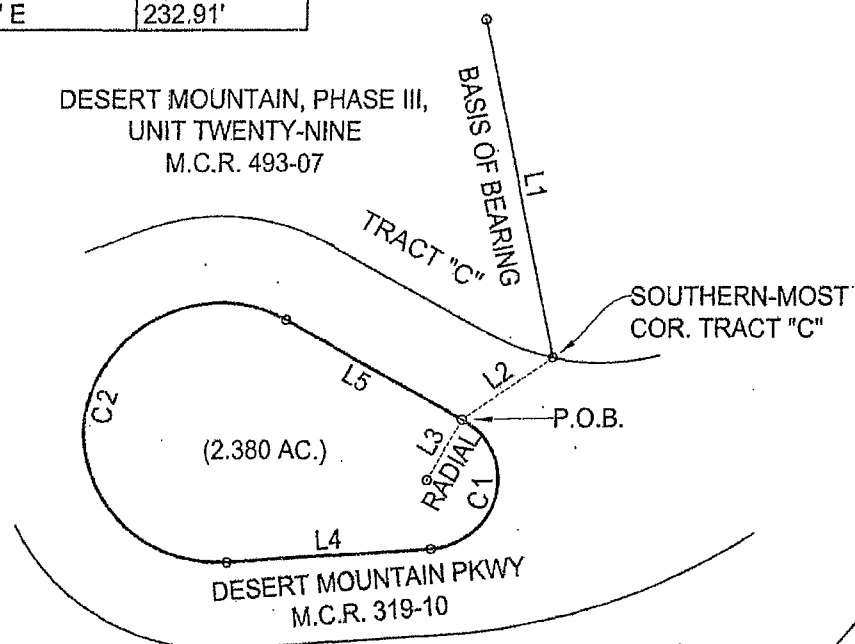 ' E 232.91'
DESERT MOUNTAIN, PHASE III,
UNIT TWENTY-NINE
M.C.R. 493-07
BASIS OF BEARING
L1
TRACT "C"
SOUTHERN-MOST
COR. TRACT "C"
L2
L5
P.O.B.
C2
(2.380 AC.)
L3
RADIAL
C1
L4
DESERT MOUNTAIN PKWY
M.C.R. 319-10